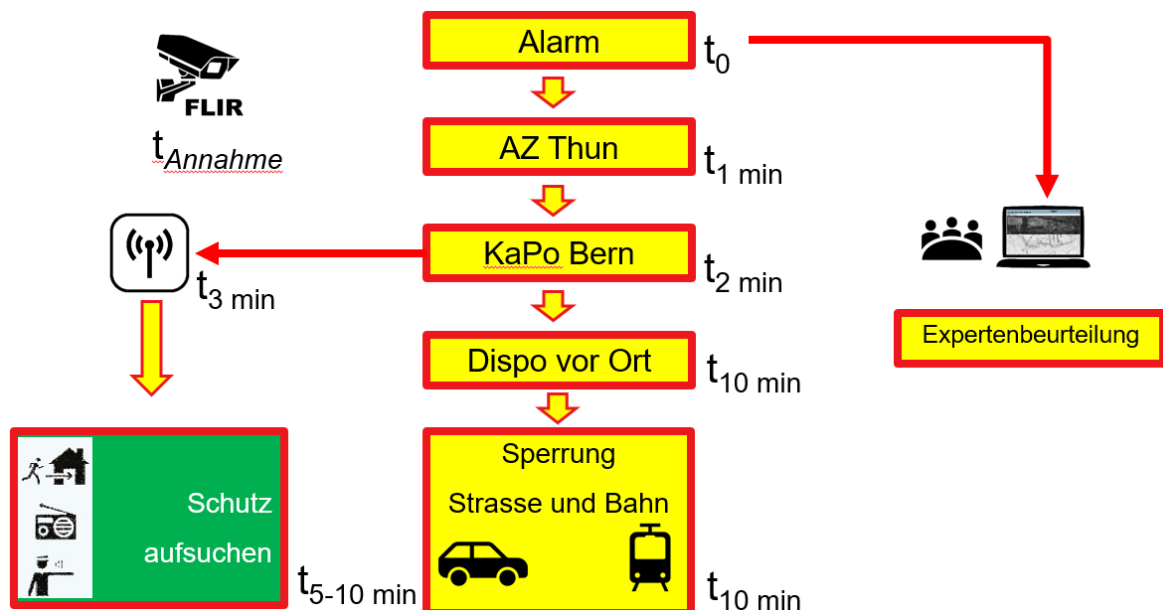 Alarm
t0
FLIR
tAnnahme
AZ Thun
t1 min
KaPo Bern
t2 min
t3 min
Expertenbeurteilung
Dispo vor Ort
t10 min
Sperrung
Strasse und Bahn
t10 min
Schutz
aufsuchen
t5-10 min